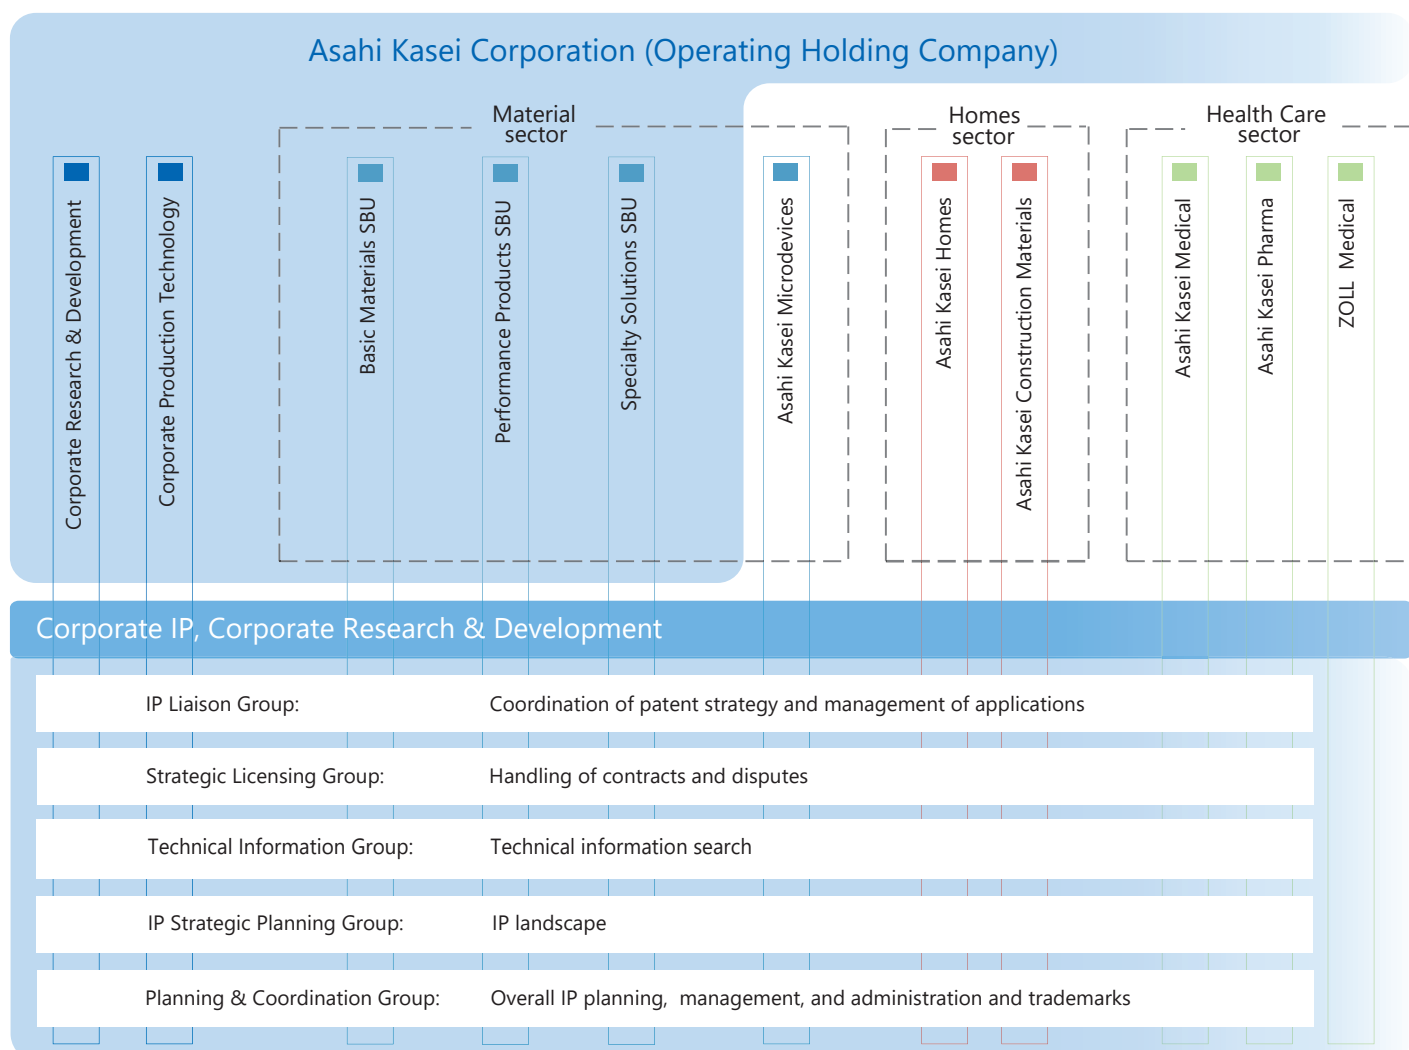 Asahi Kasei Corporation (Operating Holding Company)
Material
sector
Homes
sector
Health Care
sector
Corporate Research & Development
Corporate Production Technology
Basic Materials SBU
Performance Products SBU
Specialty Solutions SBU
Asahi Kasei Microdevices
Asahi Kasei Homes
Asahi Kasei Construction Materials
Asahi Kasei Medical
Asahi Kasei Pharma
ZOLL Medical
Corporate IP, Corporate Research & Development
IP Liaison Group: Coordination of patent strategy and management of applications
Strategic Licensing Group: Handling of contracts and disputes
Technical Information Group: Technical information search
IP Strategic Planning Group: IP landscape
Planning & Coordination Group: Overall IP planning, management, and administration and trademarks